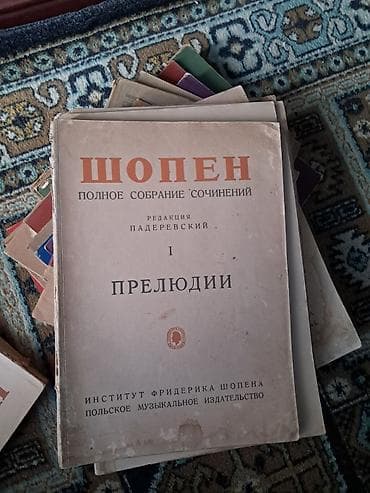 ШОПЕН
ПОЛНОЕ СОБРАНИЕ СОЧИНЕНИЙ
РЕДАКЦИЯ
ПАДЕРЕВСКИЙ
I
ПРЕЛЮДИИ
ИНСТИТУТ ФРИДЕРИКА ШОПЕНА
ПОЛЬСКОЕ МУЗЫКАЛЬНОЕ ИЗДАТЕЛЬСТВО